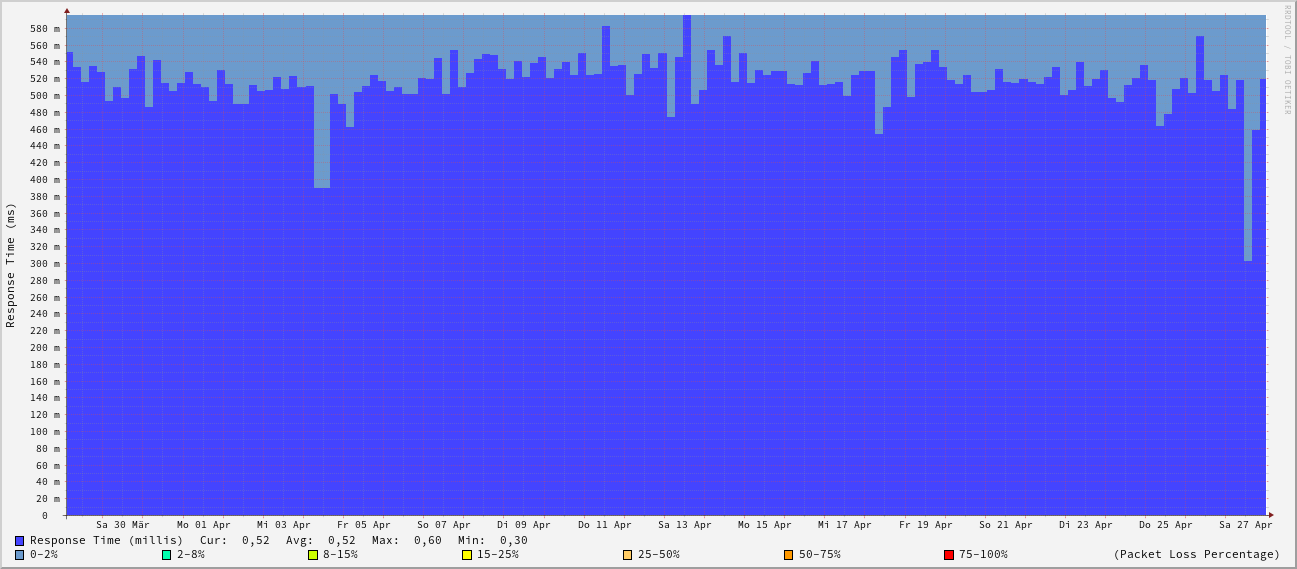 RRDTOOL / TOBI OETIKER
Response Time (ms)
580 m
560 m
540 m
520 m
500 m
480 m
460 m
440 m
420 m
400 m
380 m
360 m
340 m
320 m
300 m
280 m
260 m
240 m
220 m
200 m
180 m
160 m
140 m
120 m
100 m
80 m
60 m
40 m
20 m
0
Sa 30 Mär Mo 01 Apr Mi 03 Apr Fr 05 Apr So 07 Apr Di 09 Apr Do 11 Apr Sa 13 Apr Mo 15 Apr Mi 17 Apr Fr 19 Apr So 21 Apr Di 23 Apr Do 25 Apr Sa 27 Apr
Response Time (millis) Cur: 0,52 Avg: 0,52 Max: 0,60 Min: 0,30
0-2% 2-8% 8-15% 15-25% 25-50% 50-75% 75-100% (Packet Loss Percentage)